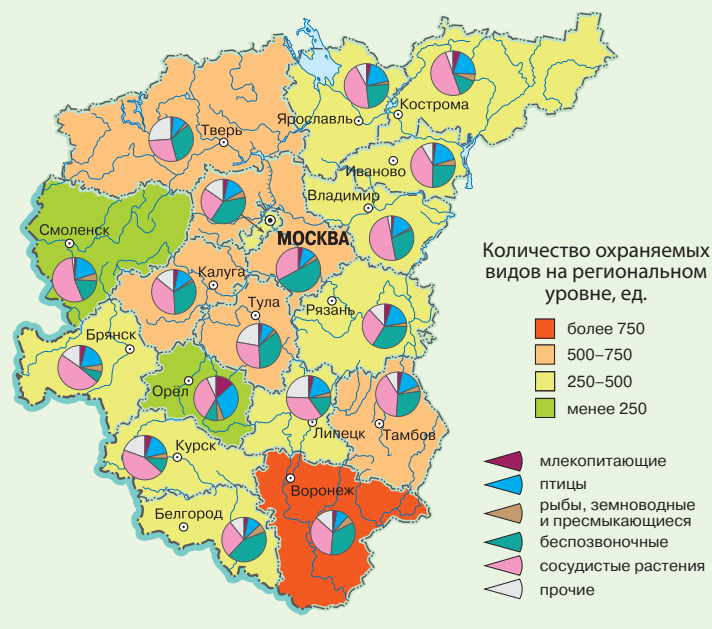 Кострома
Ярославль
Тверь
Иваново
Владимир
МОСКВА
Смоленск
Калуга
Тула
Рязань
Брянск
Орёл
Липецк
Тамбов
Курск
Воронеж
Белгород
Количество охраняемых
видов на региональном
уровне, ед.
более 750
500–750
250–500
менее 250
млекопитающие
птицы
рыбы, земноводные
и пресмыкающиеся
беспозвоночные
сосудистые растения
прочие